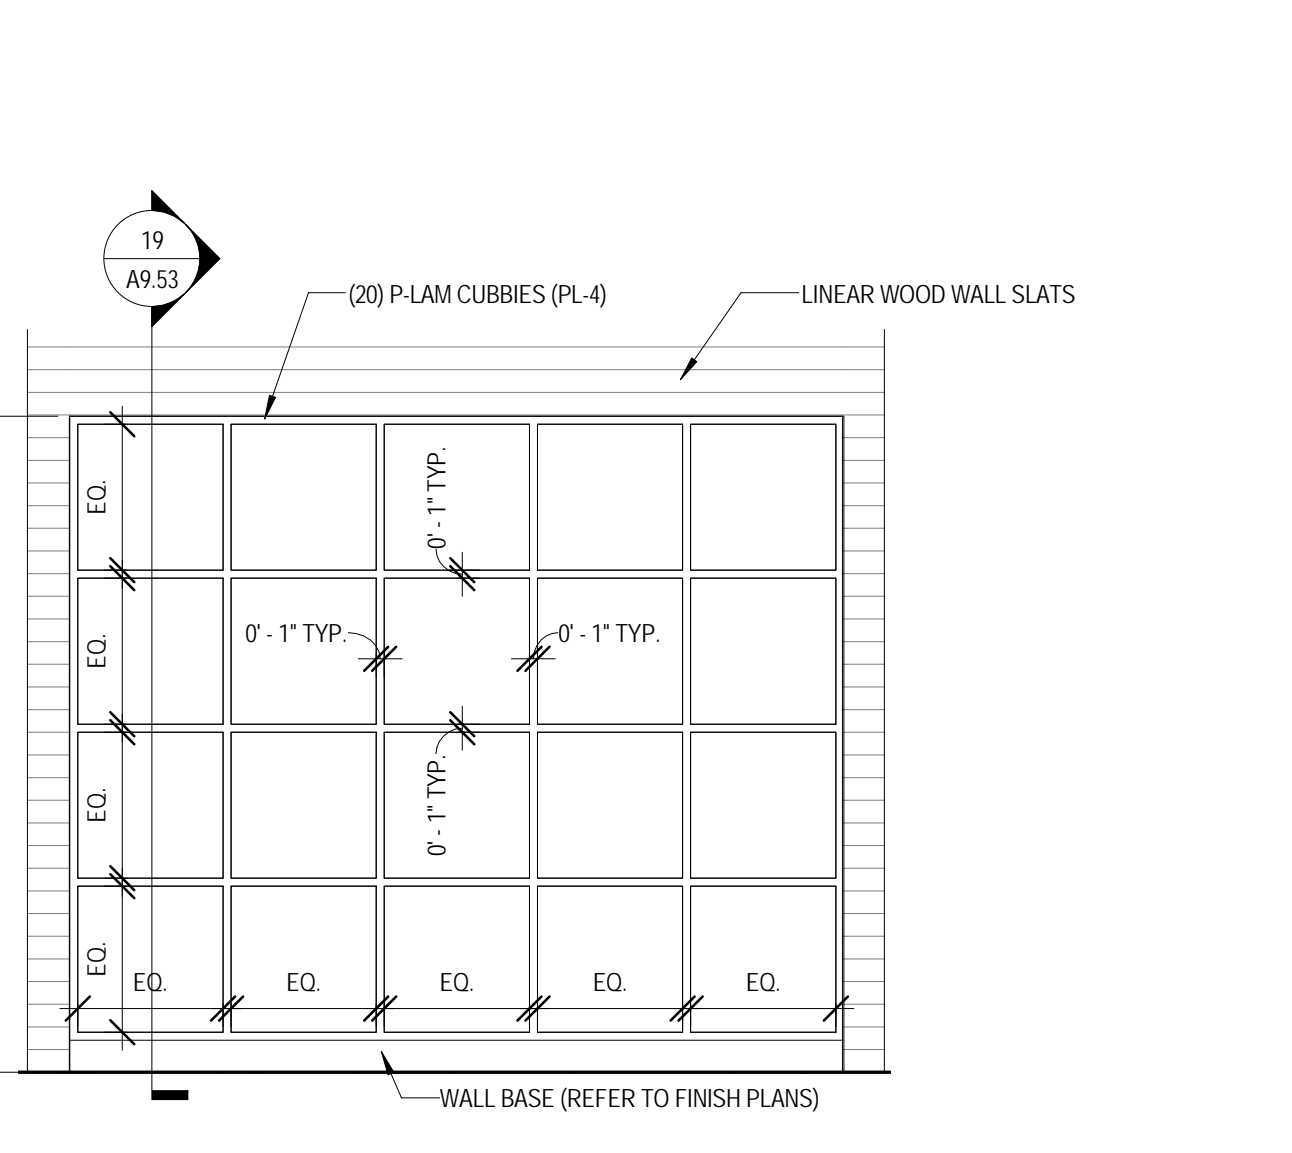 19
A9.53
(20) P-LAM CUBBIES (PL-4)
LINEAR WOOD WALL SLATS
EQ.
0' - 1" TYP.
EQ.
0' - 1" TYP.
0' - 1" TYP.
EQ.
0' - 1" TYP.
EQ.
EQ.
EQ.
EQ.
EQ.
EQ.
WALL BASE (REFER TO FINISH PLANS)